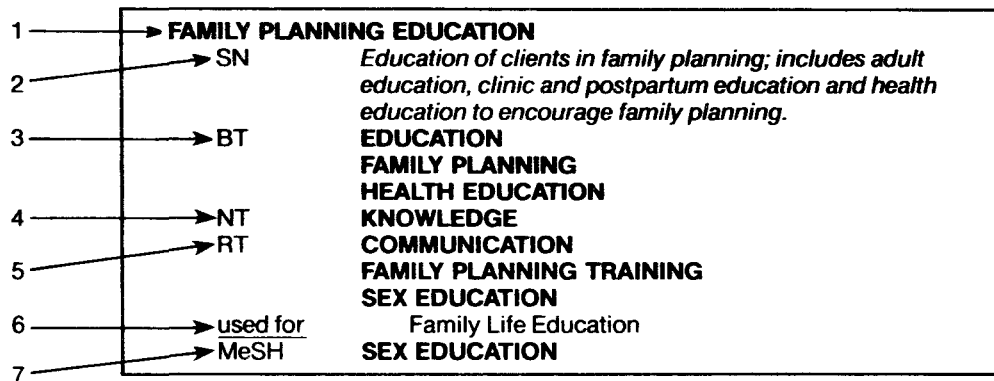 1 FAMILY PLANNING EDUCATION
2 SN Education of clients in family planning; includes adult
education, clinic and postpartum education and health
education to encourage family planning.
3 BT EDUCATION
FAMILY PLANNING
HEALTH EDUCATION
4 NT KNOWLEDGE
5 RT COMMUNICATION
FAMILY PLANNING TRAINING
SEX EDUCATION
6 used for Family Life Education
7 MeSH SEX EDUCATION